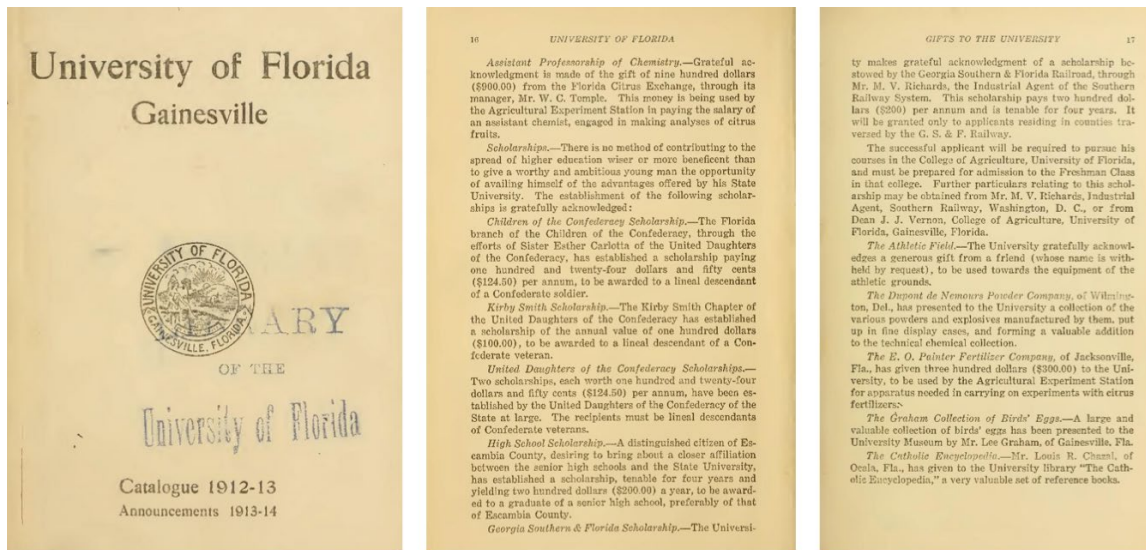 University of Florida
Gainesville
UNIVERSITY OF FLORIDA
GAINESVILLE, FLORIDA
ARY
OF THE
University of Florida
Catalogue 1912-13
Announcements 1913-14
16 UNIVERSITY OF FLORIDA
Assistant Professorship of Chemistry.—Grateful ac-
knowledgment is made of the gift of nine hundred dollars
($900.00) from the Florida Citrus Exchange, through its
manager, Mr. W. C. Temple. This money is being used by
the Agricultural Experiment Station in paying the salary of
an assistant chemist, engaged in making analyses of citrus
fruits.
Scholarships.—There is no method of contributing to the
spread of higher education wiser or more beneficent than
to give a worthy and ambitious young man the opportunity
of availing himself of the advantages offered by his State
University. The establishment of the following scholar-
ships is gratefully acknowledged:
Children of the Confederacy Scholarship.—The Florida
branch of the Children of the Confederacy, through the
efforts of Sister Esther Carlotta of the United Daughters
of the Confederacy, has established a scholarship paying
one hundred and twenty-four dollars and fifty cents
($124.50) per annum, to be awarded to a lineal descendant
of a Confederate soldier.
Kirby Smith Scholarship.—The Kirby Smith Chapter of
the United Daughters of the Confederacy has established
a scholarship of the annual value of one hundred dollars
($100.00), to be awarded to a lineal descendant of a Con-
federate veteran.
United Daughters of the Confederacy Scholarships.—
Two scholarships, each worth one hundred and twenty-four
dollars and fifty cents ($124.50) per annum, have been es-
tablished by the United Daughters of the Confederacy of the
State at large. The recipients must be lineal descendants
of Confederate veterans.
High School Scholarship.—A distinguished citizen of Es-
cambia County, desiring to bring about a closer affiliation
between the senior high schools and the State University,
has established a scholarship, tenable for four years and
yielding two hundred dollars ($200.00) a year, to be award-
ed to a graduate of a senior high school, preferably of that
of Escambia County.
Georgia Southern & Florida Scholarship.—The Universi-
GIFTS TO THE UNIVERSITY 17
ty makes grateful acknowledgment of a scholarship be-
stowed by the Georgia Southern & Florida Railroad, through
Mr. M. V. Richards, the Industrial Agent of the Southern
Railway System. This scholarship pays two hundred dol-
lars ($200) per annum and is tenable for four years. It
will be granted only to applicants residing in counties tra-
versed by the G. S. & F. Railway.
The successful applicant will be required to pursue his
courses in the College of Agriculture, University of Florida,
and must be prepared for admission to the Freshman Class
in that college. Further particulars relating to this schol-
arship may be obtained from Mr. M. V. Richards, Industrial
Agent, Southern Railway, Washington, D. C., or from
Dean J. J. Vernon, College of Agriculture, University of
Florida, Gainesville, Florida.
The Athletic Field.—The University gratefully acknowl-
edges a generous gift from a friend (whose name is with-
held by request), to be used towards the equipment of the
athletic grounds.
The Dupont de Nemours Powder Company, of Wilming-
ton, Del., has presented to the University a collection of the
various powders and explosives manufactured by them, put
up in fine display cases, and forming a valuable addition
to the technical chemical collection.
The E. O. Painter Fertilizer Company, of Jacksonville,
Fla., has given three hundred dollars ($300.00) to the Uni-
versity, to be used by the Agricultural Experiment Station
for apparatus needed in carrying on experiments with citrus
fertilizers.
The Graham Collection of Birds' Eggs.—A large and
valuable collection of birds' eggs has been presented to the
University Museum by Mr. Lee Graham, of Gainesville, Fla.
The Catholic Encyclopedia.—Mr. Louis R. Chazal, of
Ocala, Fla., has given to the University library "The Cath-
olic Encyclopedia," a very valuable set of reference books.